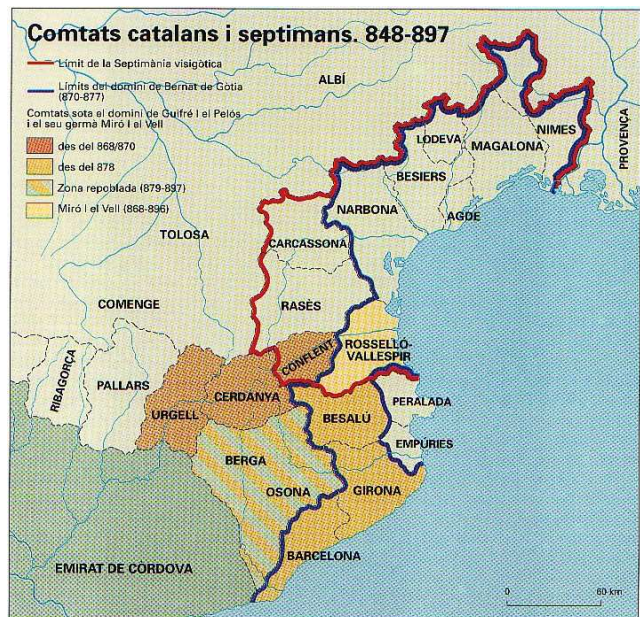 Comtats catalans i septimans. 848-897
Límit de la Septimània visigòtica
Límits del domini de Bernat de Gòtia
(870-877)
Comtats sota el domini de Guifré I el Pelós
i el seu germà Miró I el Vell
des del 868/870
des del 878
Zona repoblada (879-897)
Miró I el Vell (868-896)
ALBÍ
LODEVA
MAGALONA
NIMES
PROVENÇA
BESIERS
AGDE
NARBONA
TOLOSA
CARCASSONA
RASÈS
COMENGE
CONFLENT
ROSSELLÓ-
VALLESPIR
RIBAGORÇA
PALLARS
URGELL
CERDANYA
PERALADA
BESALÚ
EMPÚRIES
BERGA
OSONA
GIRONA
BARCELONA
EMIRAT DE CÒRDOVA
0
60 km